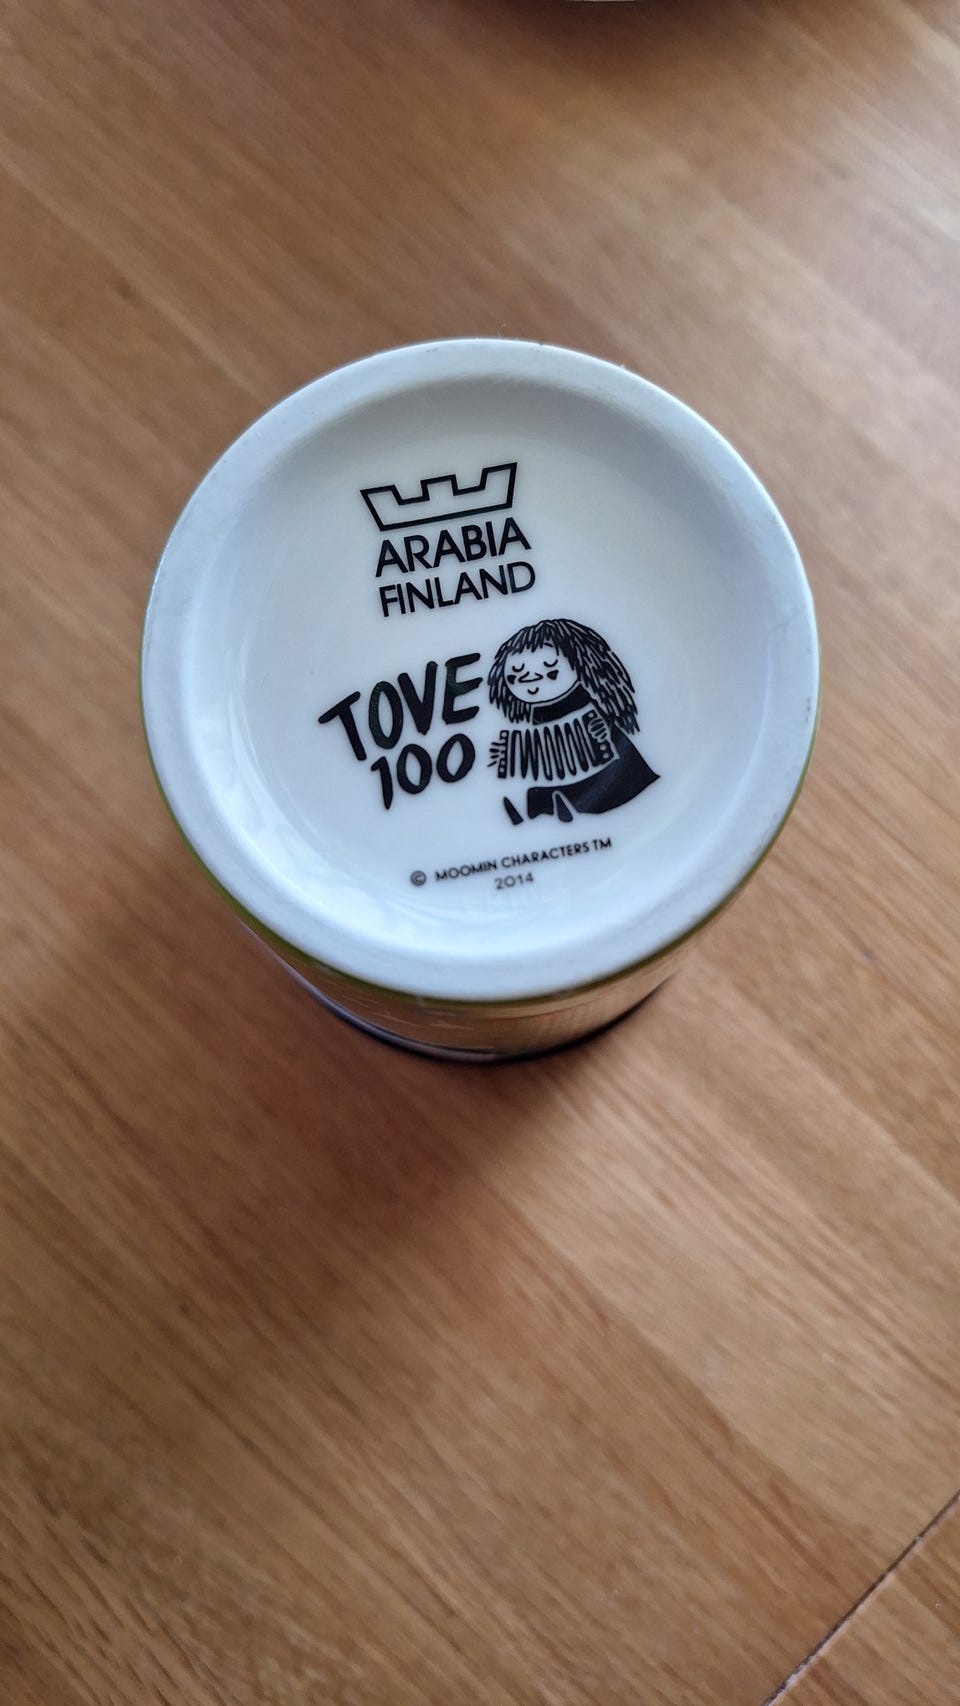 ARABIA
FINLAND
TOVE
100
© MOOMIN CHARACTERS TM
2014